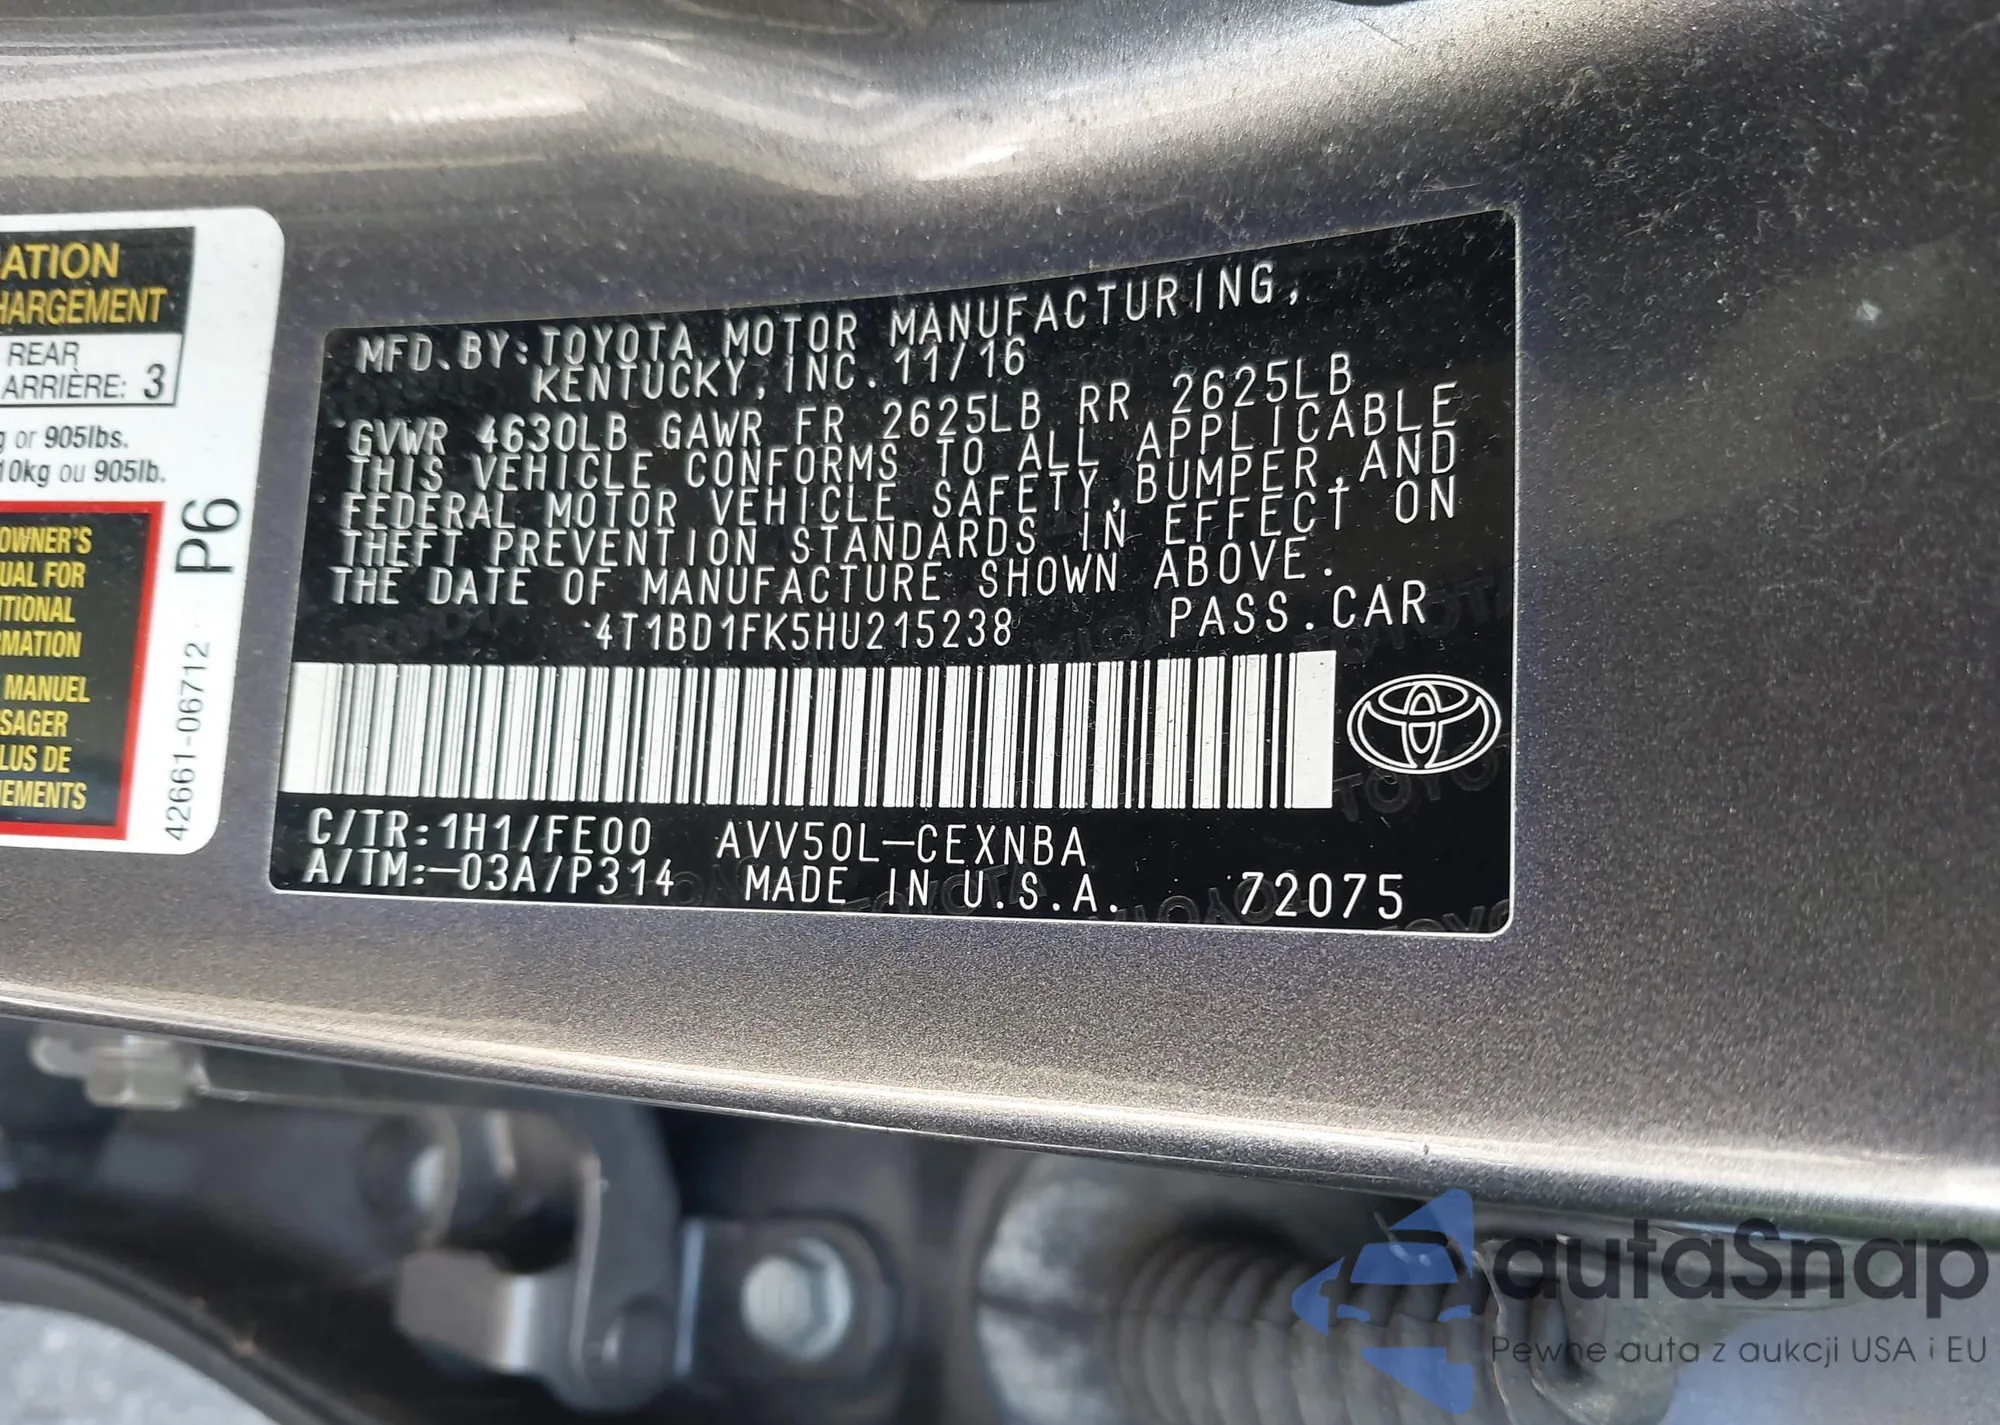 ATION
HARGEMENT
REAR
ARRIÈRE: 3
g or 905lbs.
10kg ou 905lb.
OWNER'S
UAL FOR
ITIONAL
RMATION
MANUEL
SAGER
LUS DE
EMENTS
42661-06712 P6
MFD.BY:TOYOTA MOTOR MANUFACTURING,
KENTUCKY,INC.11/16
GVWR 4630LB GAWR FR 2625LB RR 2625LB
THIS VEHICLE CONFORMS TO ALL APPLICABLE
FEDERAL MOTOR VEHICLE SAFETY,BUMPER,AND
THEFT PREVENTION STANDARDS IN EFFECT ON
THE DATE OF MANUFACTURE SHOWN ABOVE.
4T1BD1FK5HU215238 PASS.CAR
C/TR:1H1/FE00 AVV50L-CEXNBA
A/TM:-03A/P314 MADE IN U.S.A. 72075
autaSnap
Pewne auta z aukcji USA i EU